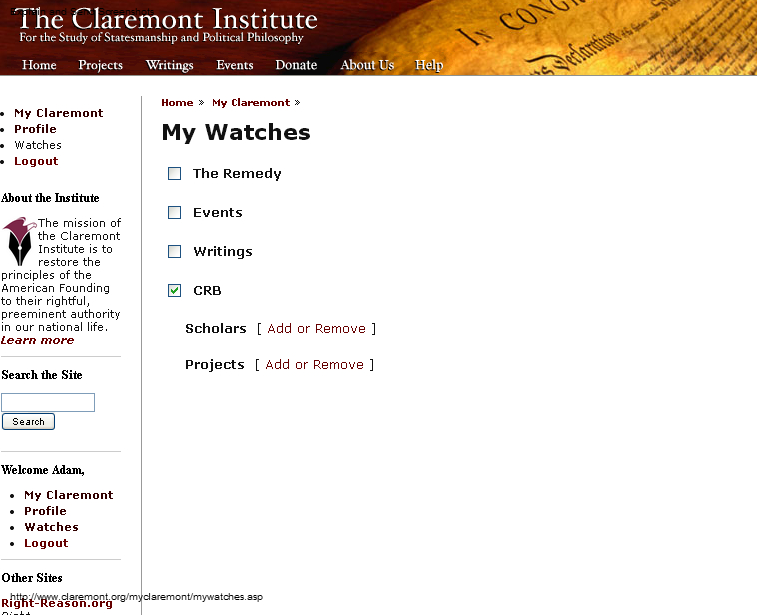 The Claremont Institute
For the Study of Statesmanship and Political Philosophy
IN CONG
Declaration
Home Projects Writings Events Donate About Us Help
My Claremont
Profile
Watches
Logout
About the Institute
The mission of
the Claremont
Institute is to
restore the
principles of the
American Founding
to their rightful,
preeminent authority
in our national life.
Learn more
Search the Site
Search
Welcome Adam,
My Claremont
Profile
Watches
Logout
Other Sites
Right-Reason.org
Home » My Claremont »
My Watches
The Remedy
Events
Writings
CRB
Scholars [ Add or Remove ]
Projects [ Add or Remove ]
http://www.claremont.org/myclaremont/mywatches.asp